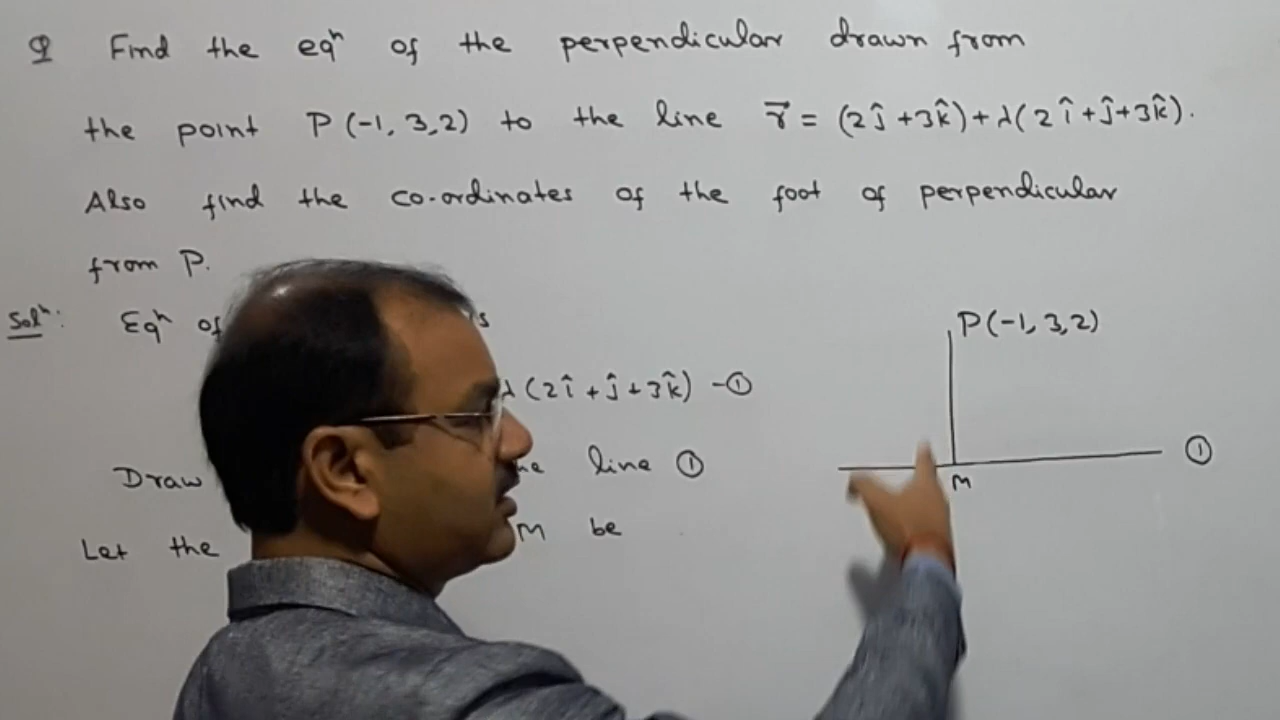 Q Find the eqⁿ of the perpendicular drawn from
the point P(-1, 3, 2) to the line r⃗ = (2ĵ + 3k̂) + λ(2î + ĵ + 3k̂).
Also find the co-ordinates of the foot of perpendicular
from P.
Solⁿ: Eqⁿ of
P(-1, 3, 2)
λ(2î + ĵ + 3k̂) -①
Draw line ①
①
M
Let the M be